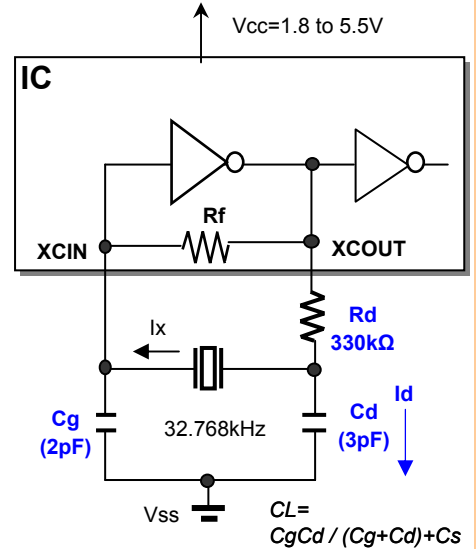 Vcc=1.8 to 5.5V
IC
Rf
XCIN
XCOUT
Rd
330kΩ
Ix
Cg
(2pF)
32.768kHz
Cd
(3pF)
Id
Vss
CL=
CgCd / (Cg+Cd)+Cs